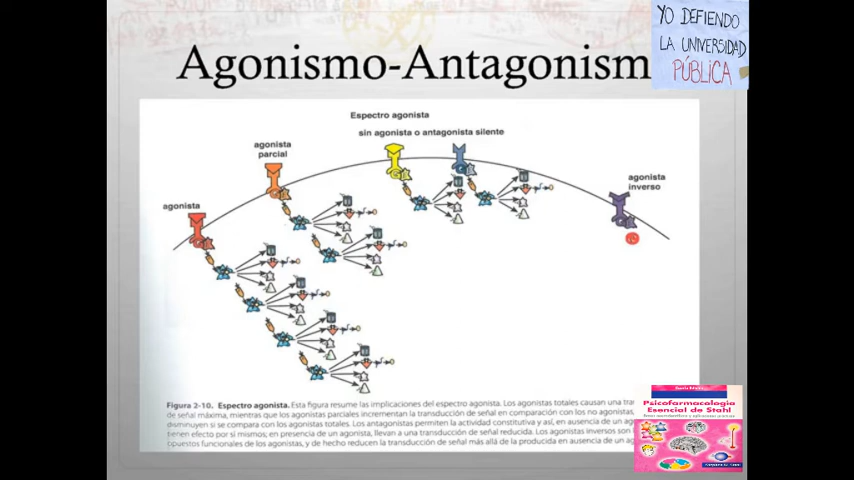 Agonismo-Antagonism
YO DEFIENDO
LA UNIVERSIDAD
PÚBLICA
Espectro agonista
sin agonista o antagonista silente
agonista
parcial
agonista
inverso
agonista
Figura 2-10. Espectro agonista. Esta figura resume las implicaciones del espectro agonista. Los agonistas totales causan una tra
de señal máxima, mientras que los agonistas parciales incrementan la transducción de señal en comparación con los no agonistas,
disminuyen si se compara con los agonistas totales. Los antagonistas permiten la actividad constitutiva y así, en ausencia de un ag
tienen efecto por sí mismos; en presencia de un agonista, llevan a una transducción de señal reducida. Los agonistas inversos son
opuestos funcionales de los agonistas, y de hecho reducen la transducción de señal más allá de la producida en ausencia de un ag
Psicofarmacología
Esencial de Stahl